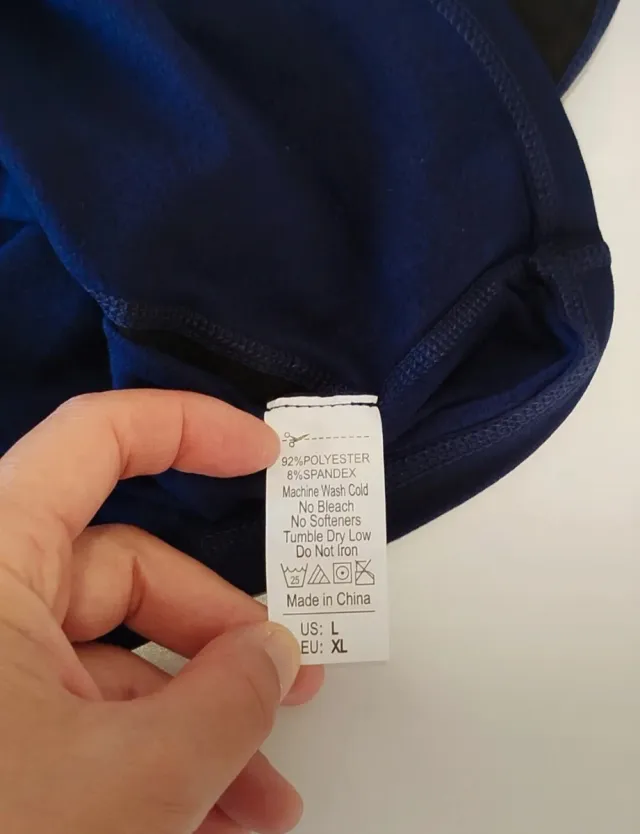 92%POLYESTER
8%SPANDEX
Machine Wash Cold
No Bleach
No Softeners
Tumble Dry Low
Do Not Iron
25
Made in China
US: L
EU: XL